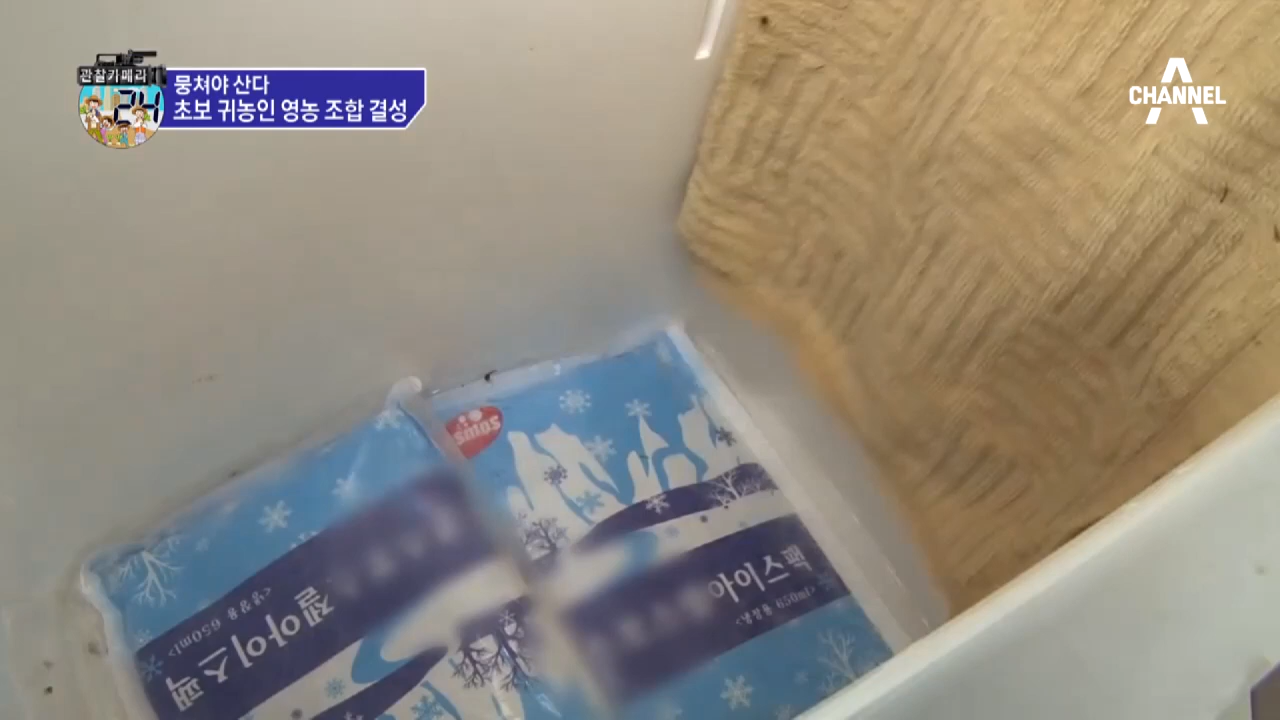 관찰카메라
24
뭉쳐야 산다
초보 귀농인 영농 조합 결성
CHANNEL A
SOLUS
젤아이스팩
<냉장용 650ml>
아이스팩
<냉장용 650ml>